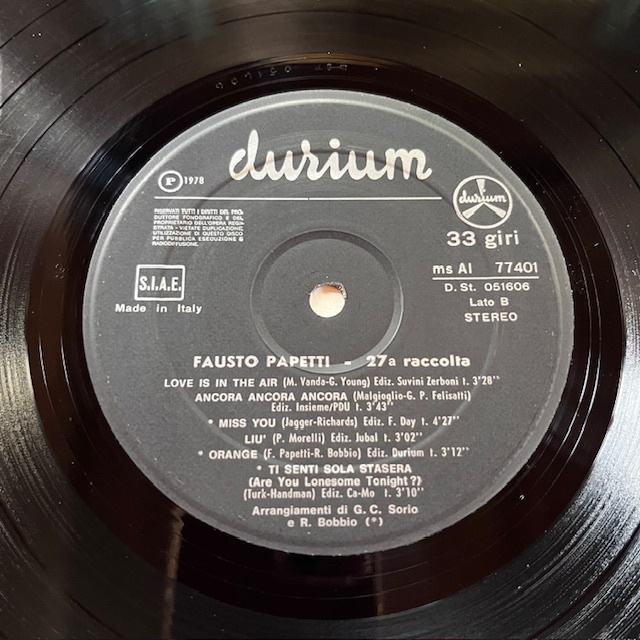 durium
P 1978
durium
RISERVATI TUTTI I DIRITTI DEL PRO-
DUTTORE FONOGRAFICO E DEL
PROPRIETARIO DELL'OPERA REGI-
STRATA - VIETATE DUPLICAZIONE
UTILIZZAZIONE DI QUESTO DISCO
PER PUBBLICA ESECUZIONE E
RADIODIFFUSIONE.
33 giri
ms AI 77401
D. St. 051606
Lato B
STEREO
S.I.A.E.
Made in Italy
FAUSTO PAPETTI - 27a raccolta
LOVE IS IN THE AIR (M. Vanda-G. Young) Ediz. Suvini Zerboni t. 3'28''
ANCORA ANCORA ANCORA (Malgioglio-G. P. Felisatti)
Ediz. Insieme/PDU t. 3'43''
* MISS YOU (Jagger-Richards) Ediz. F. Day t. 4'27''
LIU' (P. Morelli) Ediz. Jubal t. 3'02''
* ORANGE (F. Papetti-R. Bobbio) Ediz. Durium t. 3'12''
* TI SENTI SOLA STASERA
(Are You Lonesome Tonight?)
(Turk-Handman) Ediz. Ca-Mo t. 3'10''
Arrangiamenti di G. C. Sorio
e R. Bobbio (*)